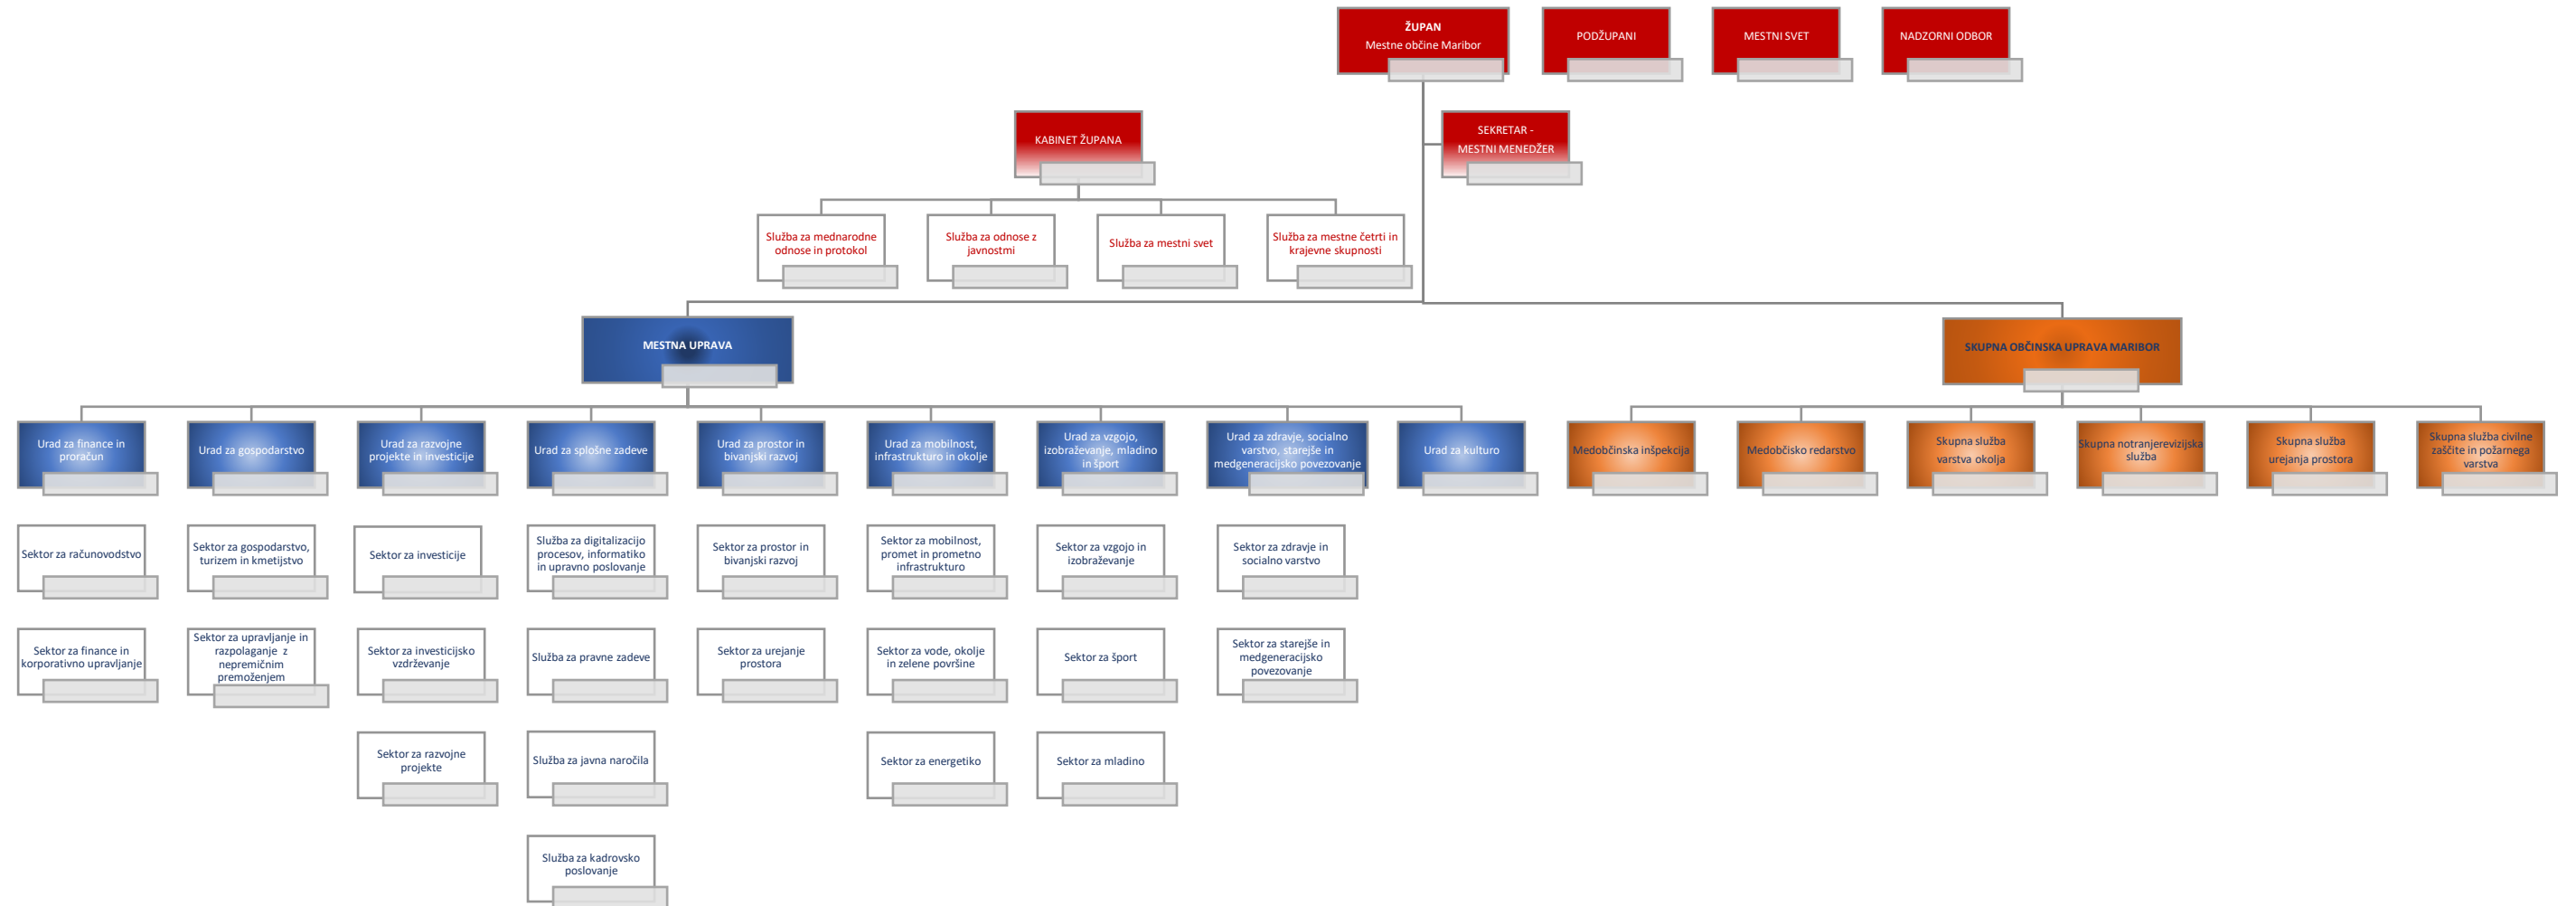 ŽUPAN
Mestne občine Maribor
PODŽUPANI
MESTNI SVET
NADZORNI ODBOR
KABINET ŽUPANA
SEKRETAR -
MESTNI MENEDŽER
Služba za mednarodne
odnose in protokol
Služba za odnose z
javnostmi
Služba za mestni svet
Služba za mestne četrti in
krajevne skupnosti
MESTNA UPRAVA
SKUPNA OBČINSKA UPRAVA MARIBOR
Urad za finance in
proračun
Urad za gospodarstvo
Urad za razvojne
projekte in investicije
Urad za splošne zadeve
Urad za prostor in
bivanjski razvoj
Urad za mobilnost,
infrastrukturo in okolje
Urad za vzgojo,
izobraževanje, mladino
in šport
Urad za zdravje, socialno
varstvo, starejše in
medgeneracijsko povezovanje
Urad za kulturo
Medobčinska inšpekcija
Medobčisko redarstvo
Skupna služba
varstva okolja
Skupna notranjerevizijska
služba
Skupna služba
urejanja prostora
Skupna služba civilne
zaščite in požarnega
varstva
Sektor za računovodstvo
Sektor za gospodarstvo,
turizem in kmetijstvo
Sektor za investicije
Služba za digitalizacijo
procesov, informatiko
in upravno poslovanje
Sektor za prostor in
bivanjski razvoj
Sektor za mobilnost,
promet in prometno
infrastrukturo
Sektor za vzgojo in
izobraževanje
Sektor za zdravje in
socialno varstvo
Sektor za finance in
korporativno upravljanje
Sektor za upravljanje in
razpolaganje z
nepremičnim
premoženjem
Sektor za investicijsko
vzdrževanje
Služba za pravne zadeve
Sektor za urejanje
prostora
Sektor za vode, okolje
in zelene površine
Sektor za šport
Sektor za starejše in
medgeneracijsko
povezovanje
Sektor za razvojne
projekte
Služba za javna naročila
Sektor za energetiko
Sektor za mladino
Služba za kadrovsko
poslovanje